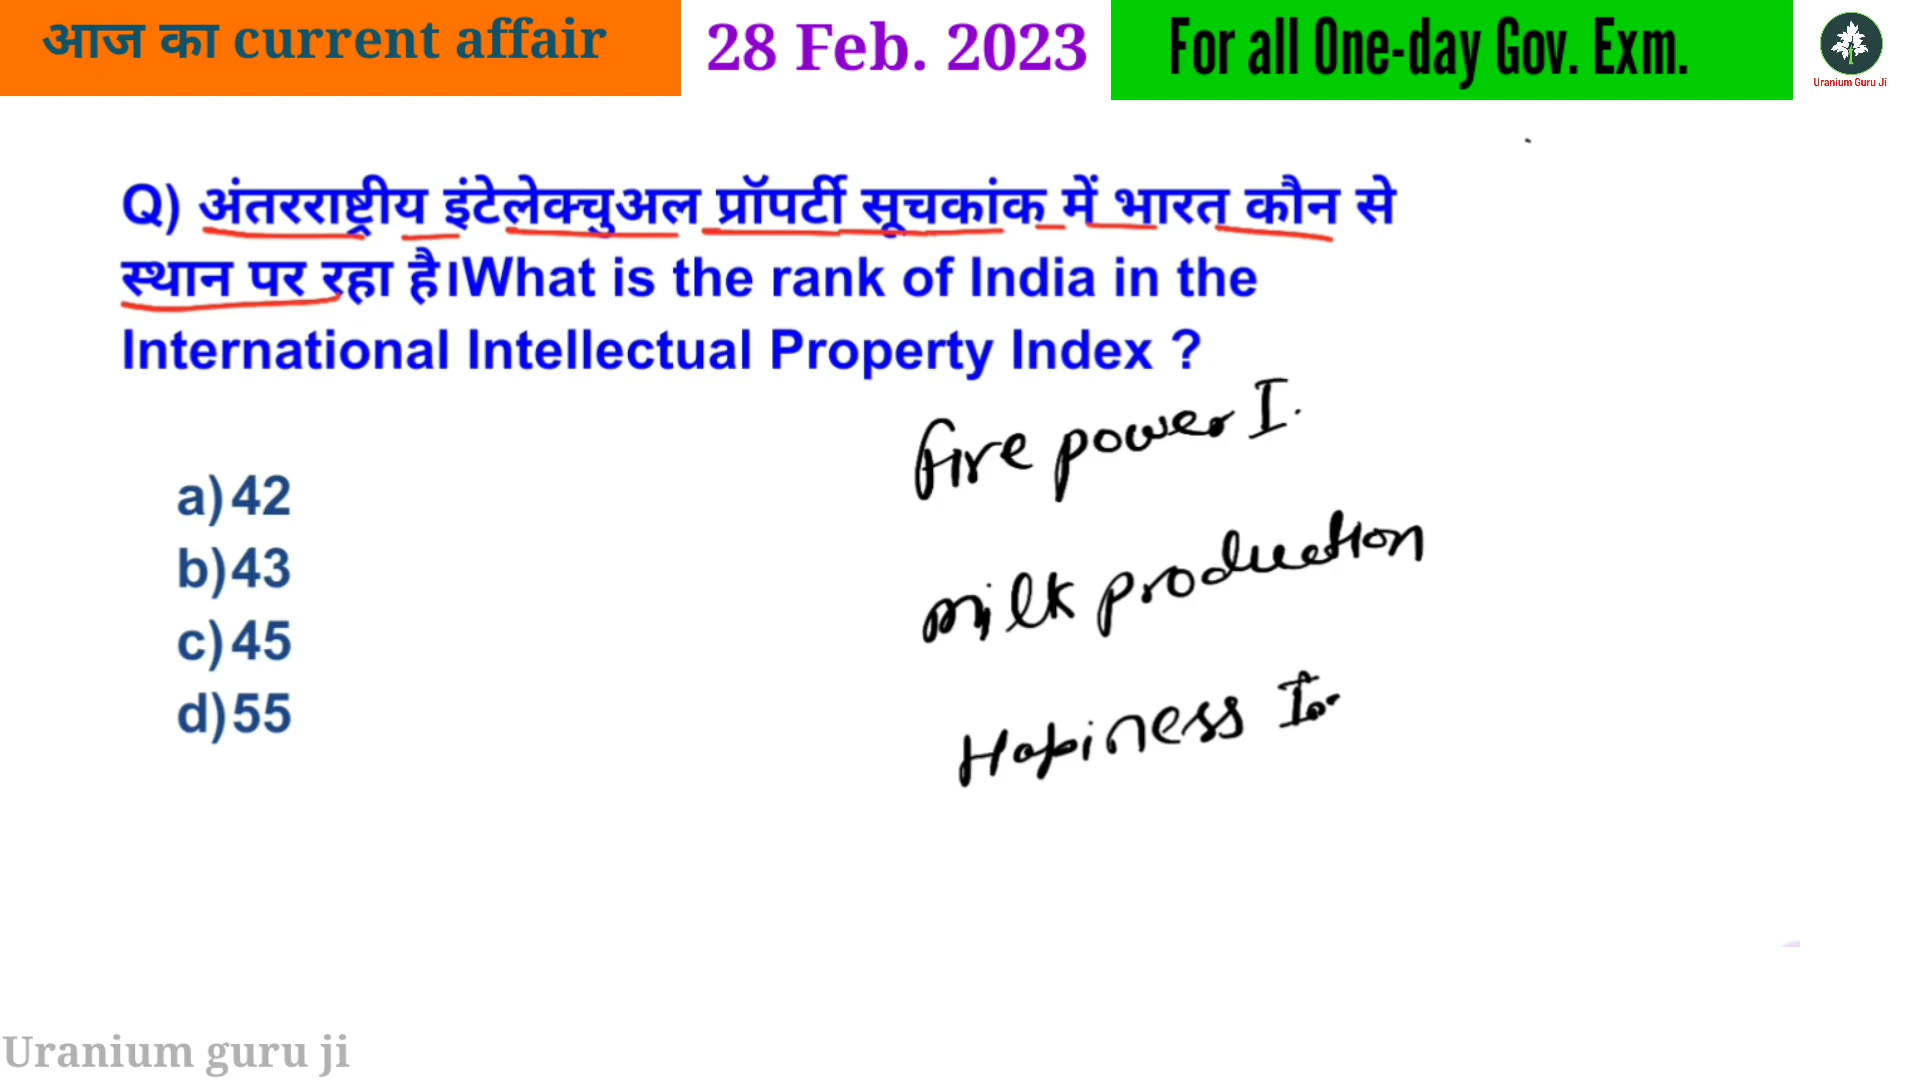 आज का current affair
28 Feb. 2023
For all One-day Gov. Exm.
Uranium Guru Ji
Q) अंतरराष्ट्रीय इंटेलेक्चुअल प्रॉपर्टी सूचकांक में भारत कौन से
स्थान पर रहा है।What is the rank of India in the
International Intellectual Property Index ?
a)42
b)43
c)45
d)55
fire power I.
milk production
Hapiness
Uranium guru ji